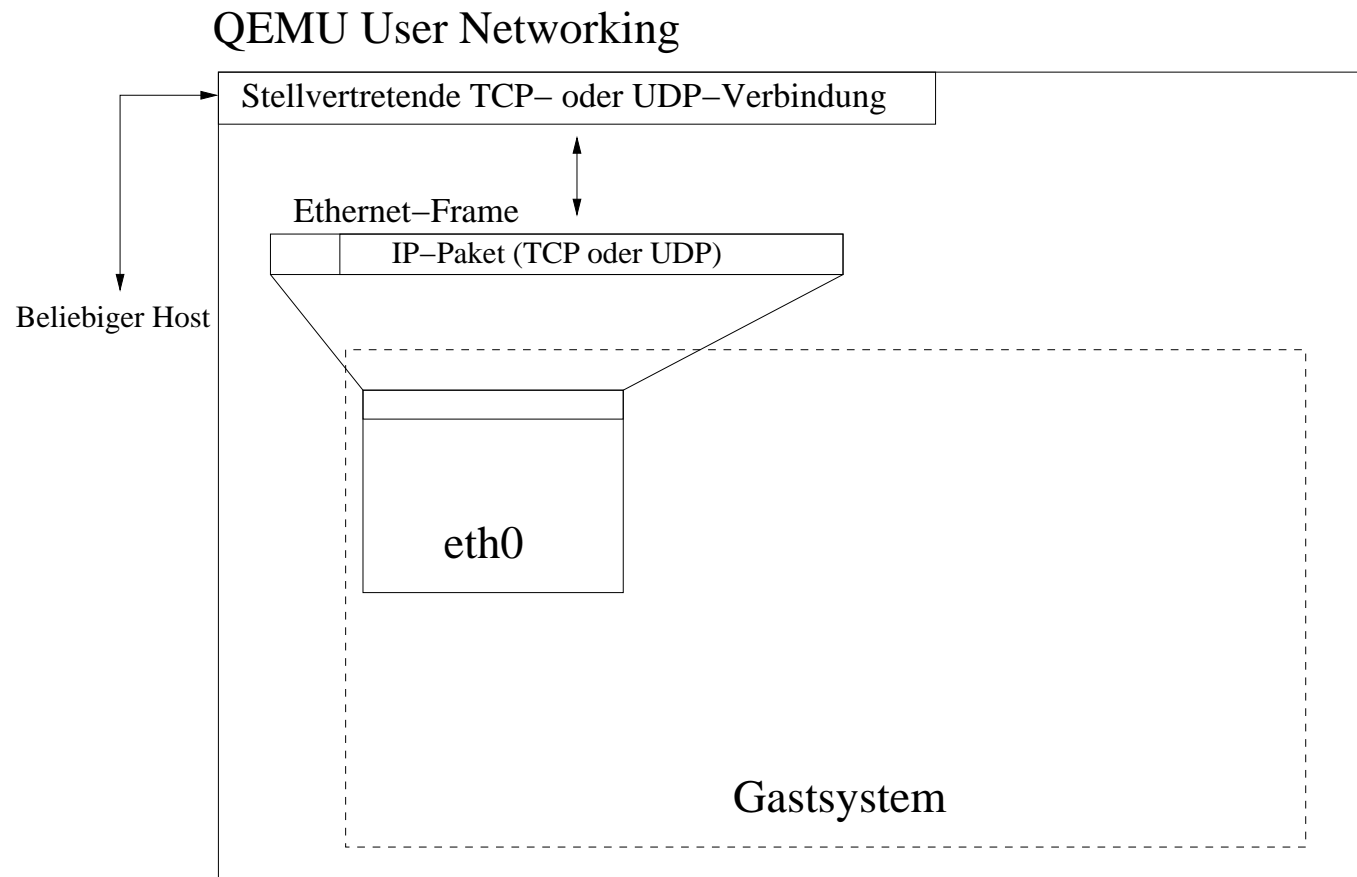 QEMU User Networking
Stellvertretende TCP− oder UDP−Verbindung
Ethernet−Frame
IP−Paket (TCP oder UDP)
Beliebiger Host
eth0
Gastsystem